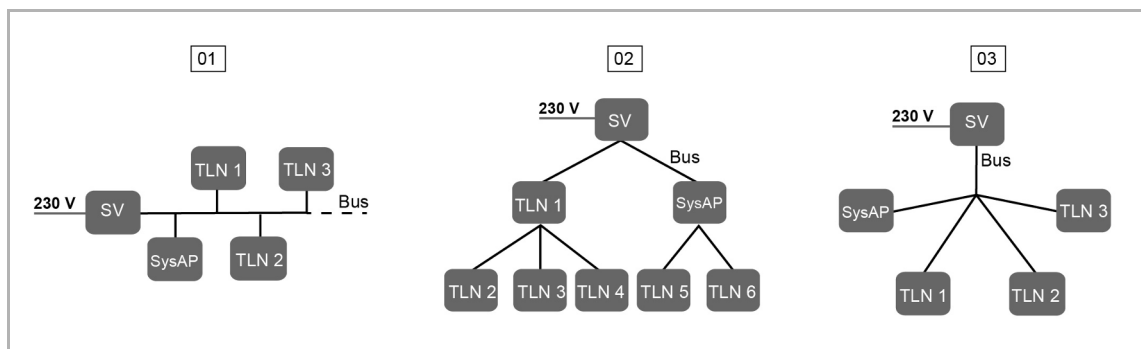 01
TLN 1
TLN 3
230 V
SV
Bus
SysAP
TLN 2
02
230 V
SV
Bus
TLN 1
SysAP
TLN 2
TLN 3
TLN 4
TLN 5
TLN 6
03
230 V
SV
Bus
SysAP
TLN 3
TLN 1
TLN 2